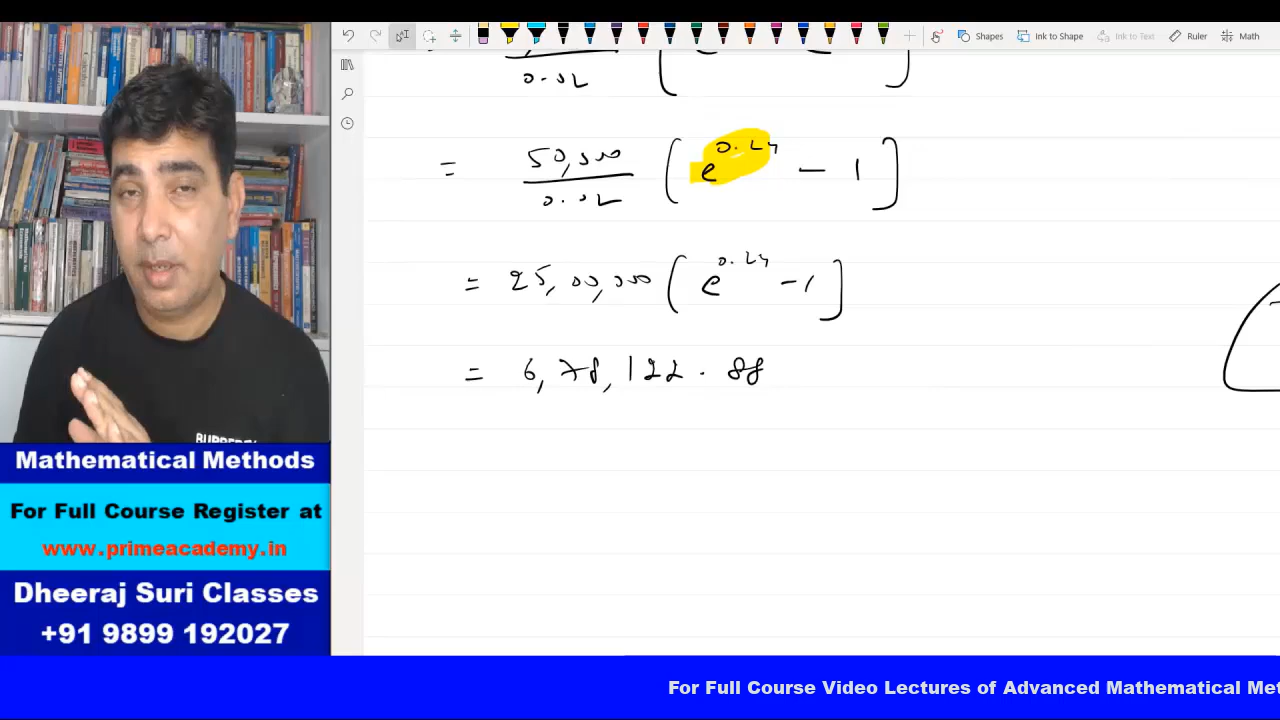 Shapes Ink to Shape Ink to Text Ruler Math
0.02
= 50,000 / 0.02 [ e^0.24 - 1 ]
= 25,00,000 [ e^0.24 - 1 ]
= 6,78,122.88
Mathematical Methods
For Full Course Register at
www.primeacademy.in
Dheeraj Suri Classes
+91 9899 192027
For Full Course Video Lectures of Advanced Mathematical Met